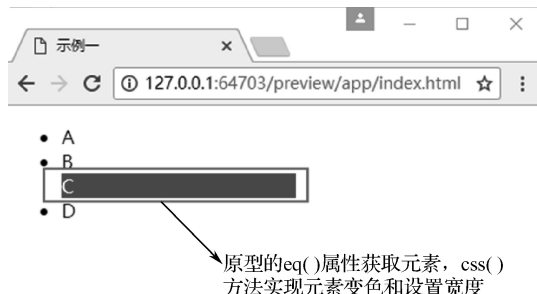 示例一
127.0.0.1:64703/preview/app/index.html
A
B
C
D
原型的eq( )属性获取元素，css( )
方法实现元素变色和设置宽度